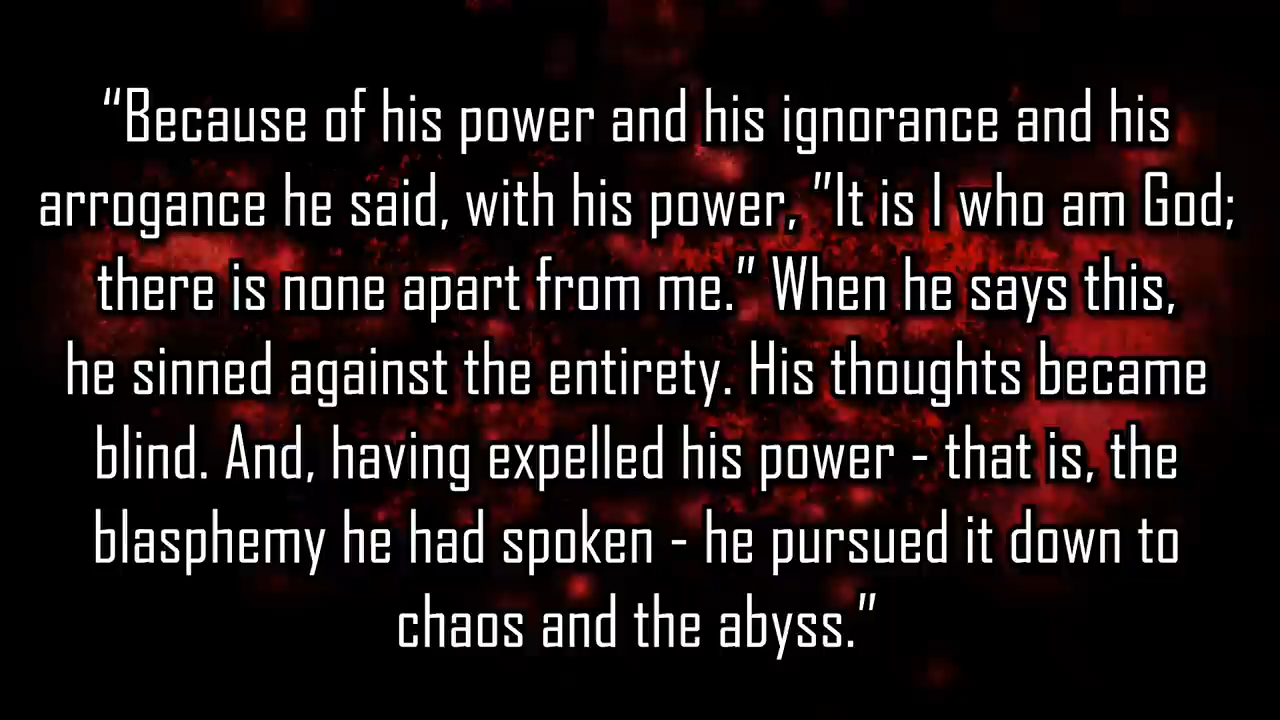 “Because of his power and his ignorance and his
arrogance he said, with his power, "It is I who am God;
there is none apart from me." When he says this,
he sinned against the entirety. His thoughts became
blind. And, having expelled his power - that is, the
blasphemy he had spoken - he pursued it down to
chaos and the abyss."